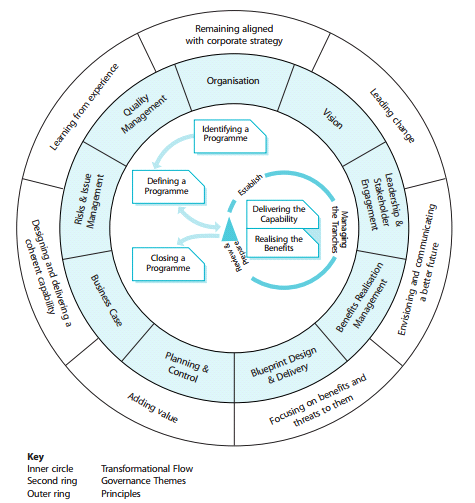 Remaining aligned
with corporate strategy
Leading change
Envisioning and communicating
a better future
Focusing on benefits and
threats to them
Adding value
Designing and delivering a
coherent capability
Learning from experience
Organisation
Vision
Leadership &
Stakeholder
Engagement
Benefits Realisation
Management
Blueprint Design
& Delivery
Planning &
Control
Business Case
Risks & Issue
Management
Quality
Management
Identifying a
Programme
Defining a
Programme
Closing a
Programme
Establish
Delivering the
Capability
Realising the
Benefits
Managing
the Tranches
Review &
Prepare
Key
Inner circle Transformational Flow
Second ring Governance Themes
Outer ring Principles